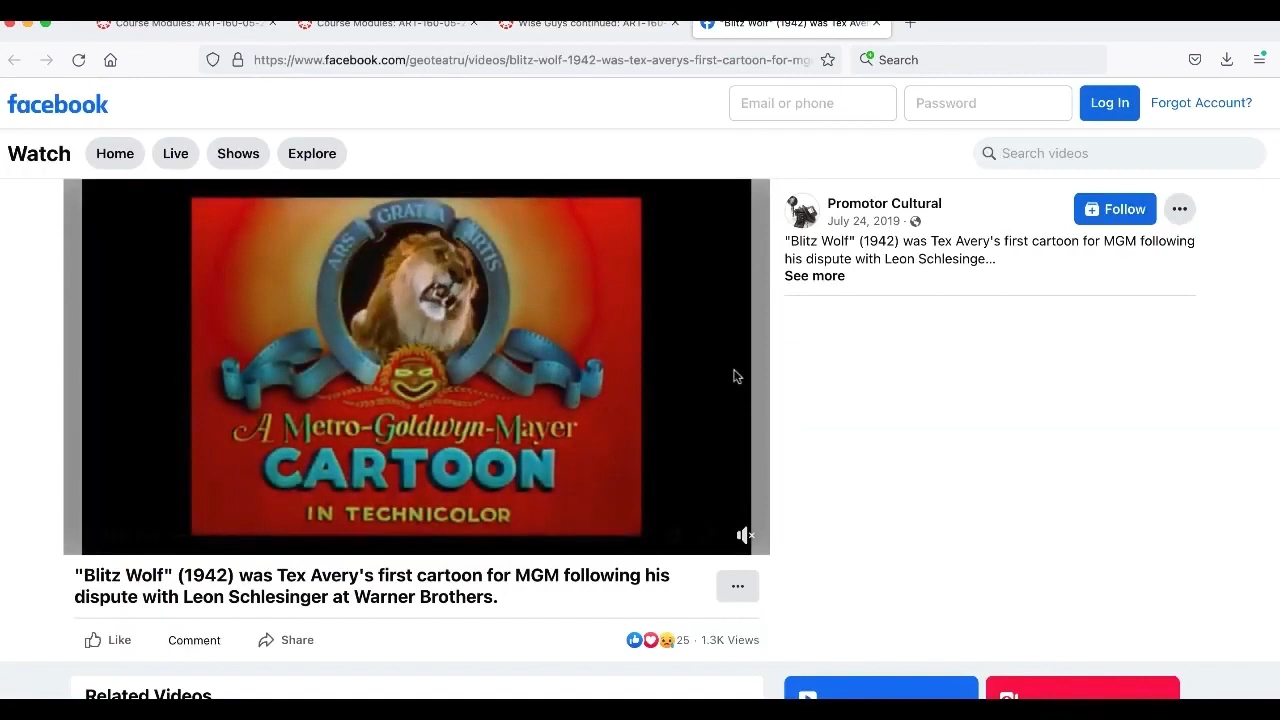 Course Modules: ART-160-05-2
Course Modules: ART-160-05-2
Wise Guys continued: ART-160-
"Blitz Wolf" (1942) was Tex Aver
https://www.facebook.com/geoteatru/videos/blitz-wolf-1942-was-tex-averys-first-cartoon-for-mg
Search
facebook
Email or phone
Password
Log In
Forgot Account?
Watch
Home
Live
Shows
Explore
Search videos
ARS GRATIA ARTIS
A Metro-Goldwyn-Mayer
CARTOON
IN TECHNICOLOR
Promotor Cultural
July 24, 2019 ·
Follow
"Blitz Wolf" (1942) was Tex Avery's first cartoon for MGM following
his dispute with Leon Schlesinge...
See more
"Blitz Wolf" (1942) was Tex Avery's first cartoon for MGM following his
dispute with Leon Schlesinger at Warner Brothers.
Like
Comment
Share
25 · 1.3K Views
Related Videos